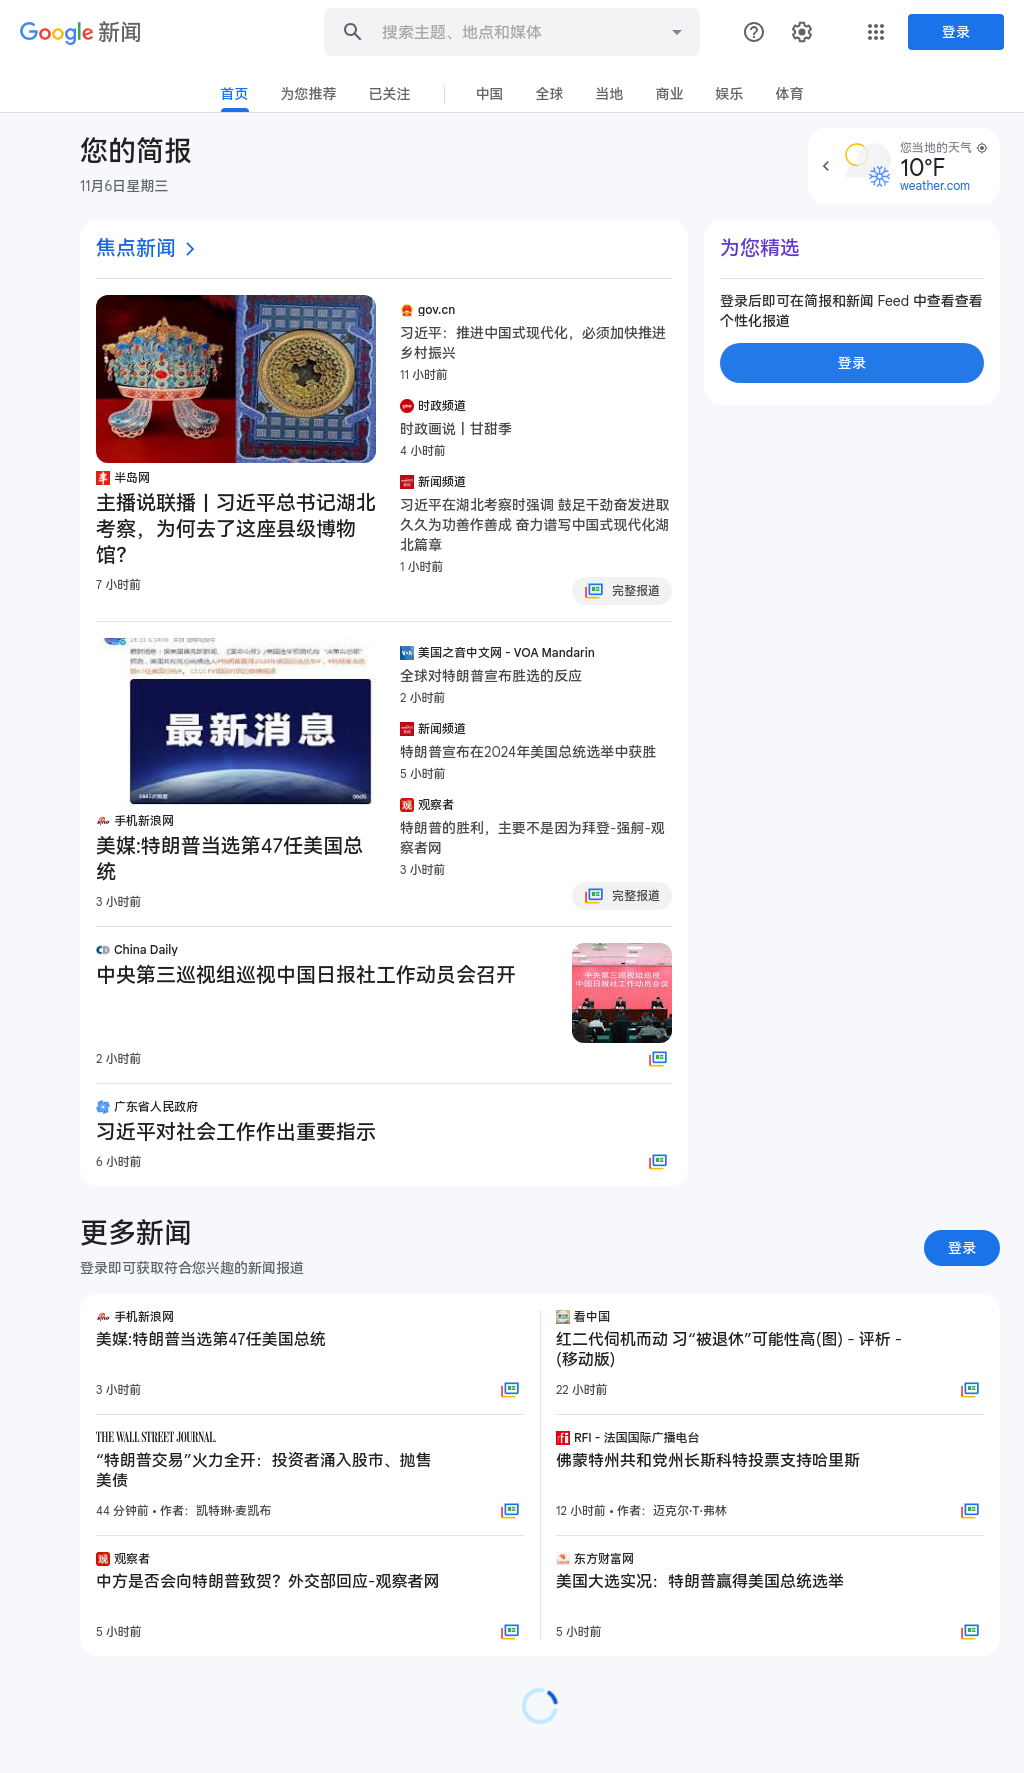 Google 新闻
搜索主题、地点和媒体
登录
首页
为您推荐
已关注
中国
全球
当地
商业
娱乐
体育
您的简报
11月6日星期三
您当地的天气
10°F
weather.com
焦点新闻
半岛网
主播说联播丨习近平总书记湖北
考察，为何去了这座县级博物
馆？
7 小时前
gov.cn
习近平：推进中国式现代化，必须加快推进
乡村振兴
11 小时前
时政频道
时政画说丨甘甜季
4 小时前
新闻频道
习近平在湖北考察时强调 鼓足干劲奋发进取
久久为功善作善成 奋力谱写中国式现代化湖
北篇章
1 小时前
完整报道
最新消息
手机新浪网
美媒:特朗普当选第47任美国总
统
3 小时前
美国之音中文网 - VOA Mandarin
全球对特朗普宣布胜选的反应
2 小时前
新闻频道
特朗普宣布在2024年美国总统选举中获胜
5 小时前
观察者
特朗普的胜利，主要不是因为拜登-强舸-观
察者网
3 小时前
完整报道
China Daily
中央第三巡视组巡视中国日报社工作动员会召开
中央第三巡视组巡视
中国日报社工作动员会议
2 小时前
广东省人民政府
习近平对社会工作作出重要指示
6 小时前
为您精选
登录后即可在简报和新闻 Feed 中查看查看
个性化报道
登录
更多新闻
登录即可获取符合您兴趣的新闻报道
登录
手机新浪网
美媒:特朗普当选第47任美国总统
3 小时前
THE WALL STREET JOURNAL.
“特朗普交易”火力全开：投资者涌入股市、抛售
美债
44 分钟前 • 作者：凯特琳·麦凯布
观察者
中方是否会向特朗普致贺？外交部回应-观察者网
5 小时前
看中国
红二代伺机而动 习“被退休”可能性高(图) - 评析 -
(移动版)
22 小时前
RFI - 法国国际广播电台
佛蒙特州共和党州长斯科特投票支持哈里斯
12 小时前 • 作者：迈克尔·T·弗林
东方财富网
美国大选实况：特朗普赢得美国总统选举
5 小时前